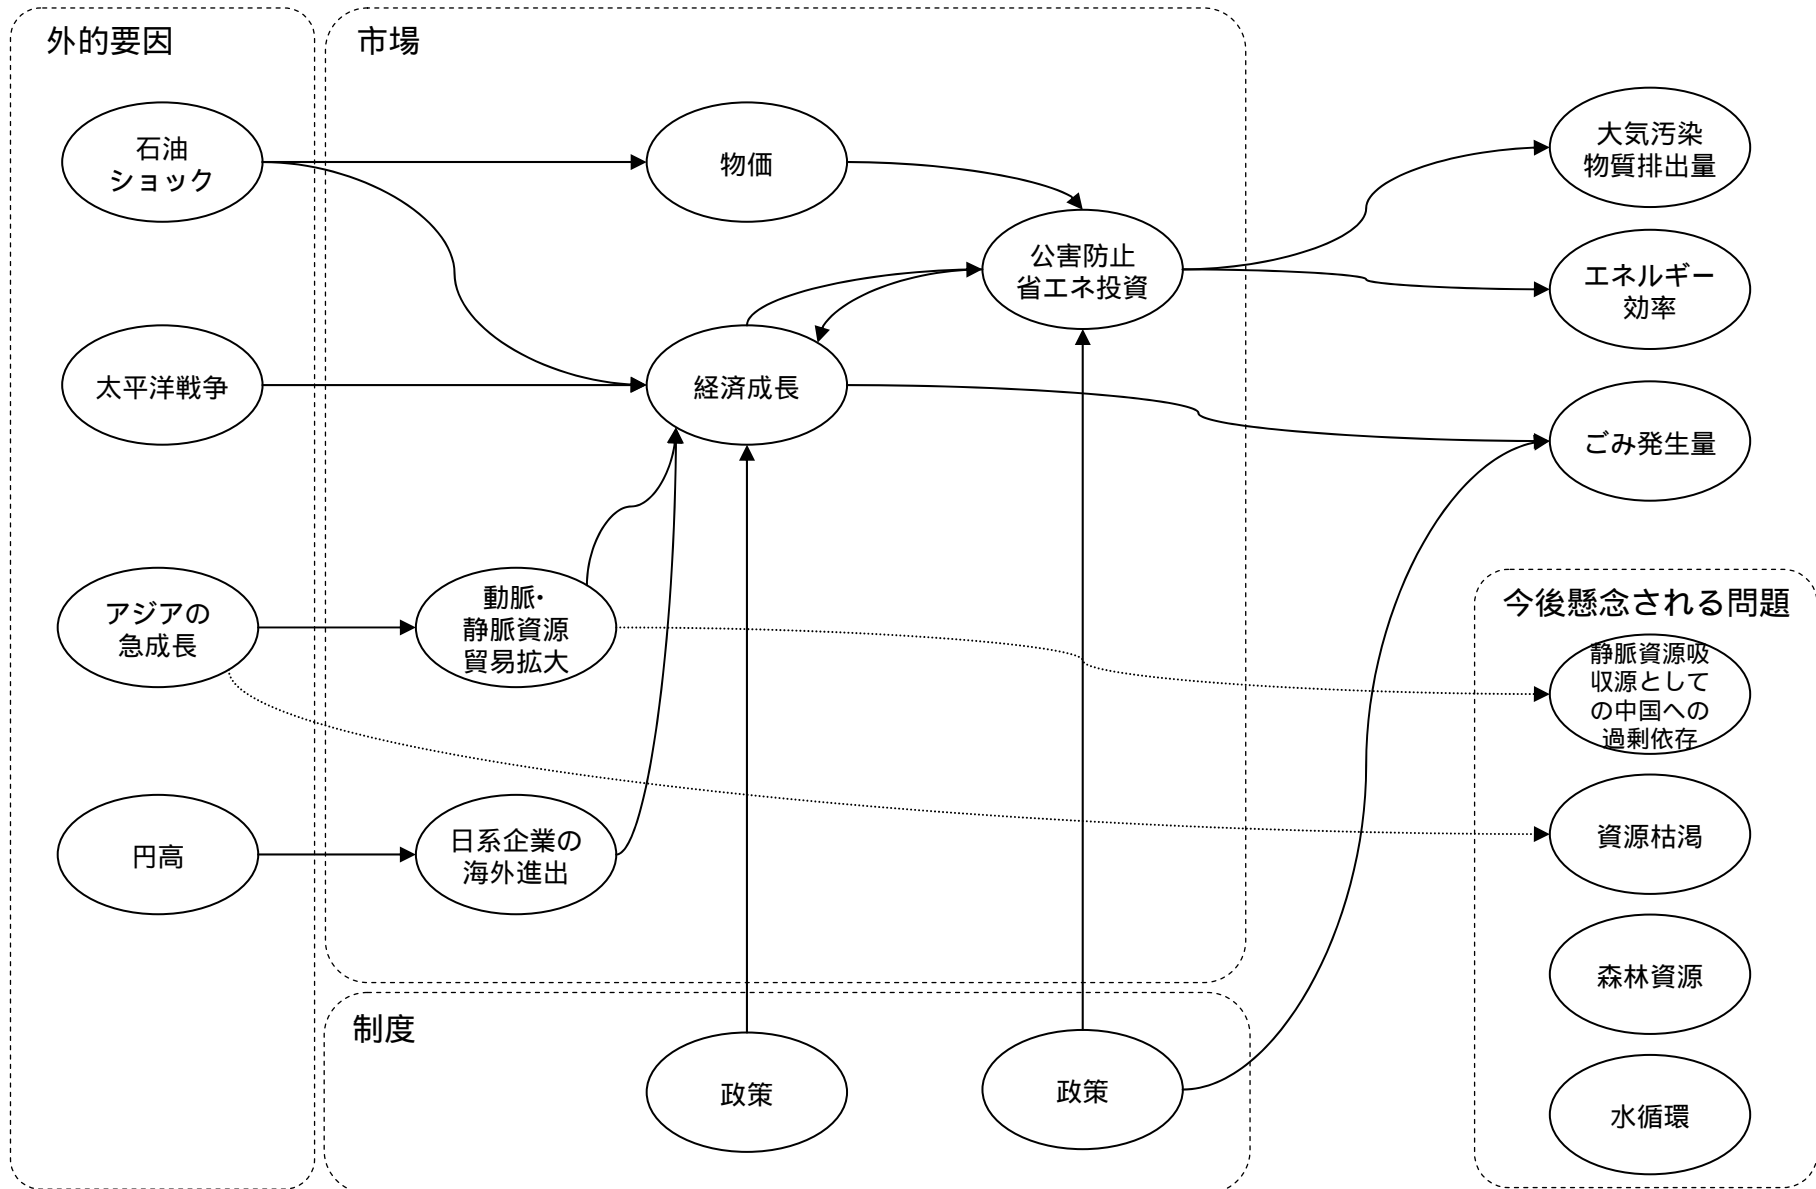 外的要因
石油
ショック
太平洋戦争
アジアの
急成長
円高
市場
物価
公害防止
省エネ投資
経済成長
動脈・
静脈資源
貿易拡大
日系企業の
海外進出
制度
政策
政策
大気汚染
物質排出量
エネルギー
効率
ごみ発生量
今後懸念される問題
静脈資源吸
収源として
の中国への
過剰依存
資源枯渇
森林資源
水循環